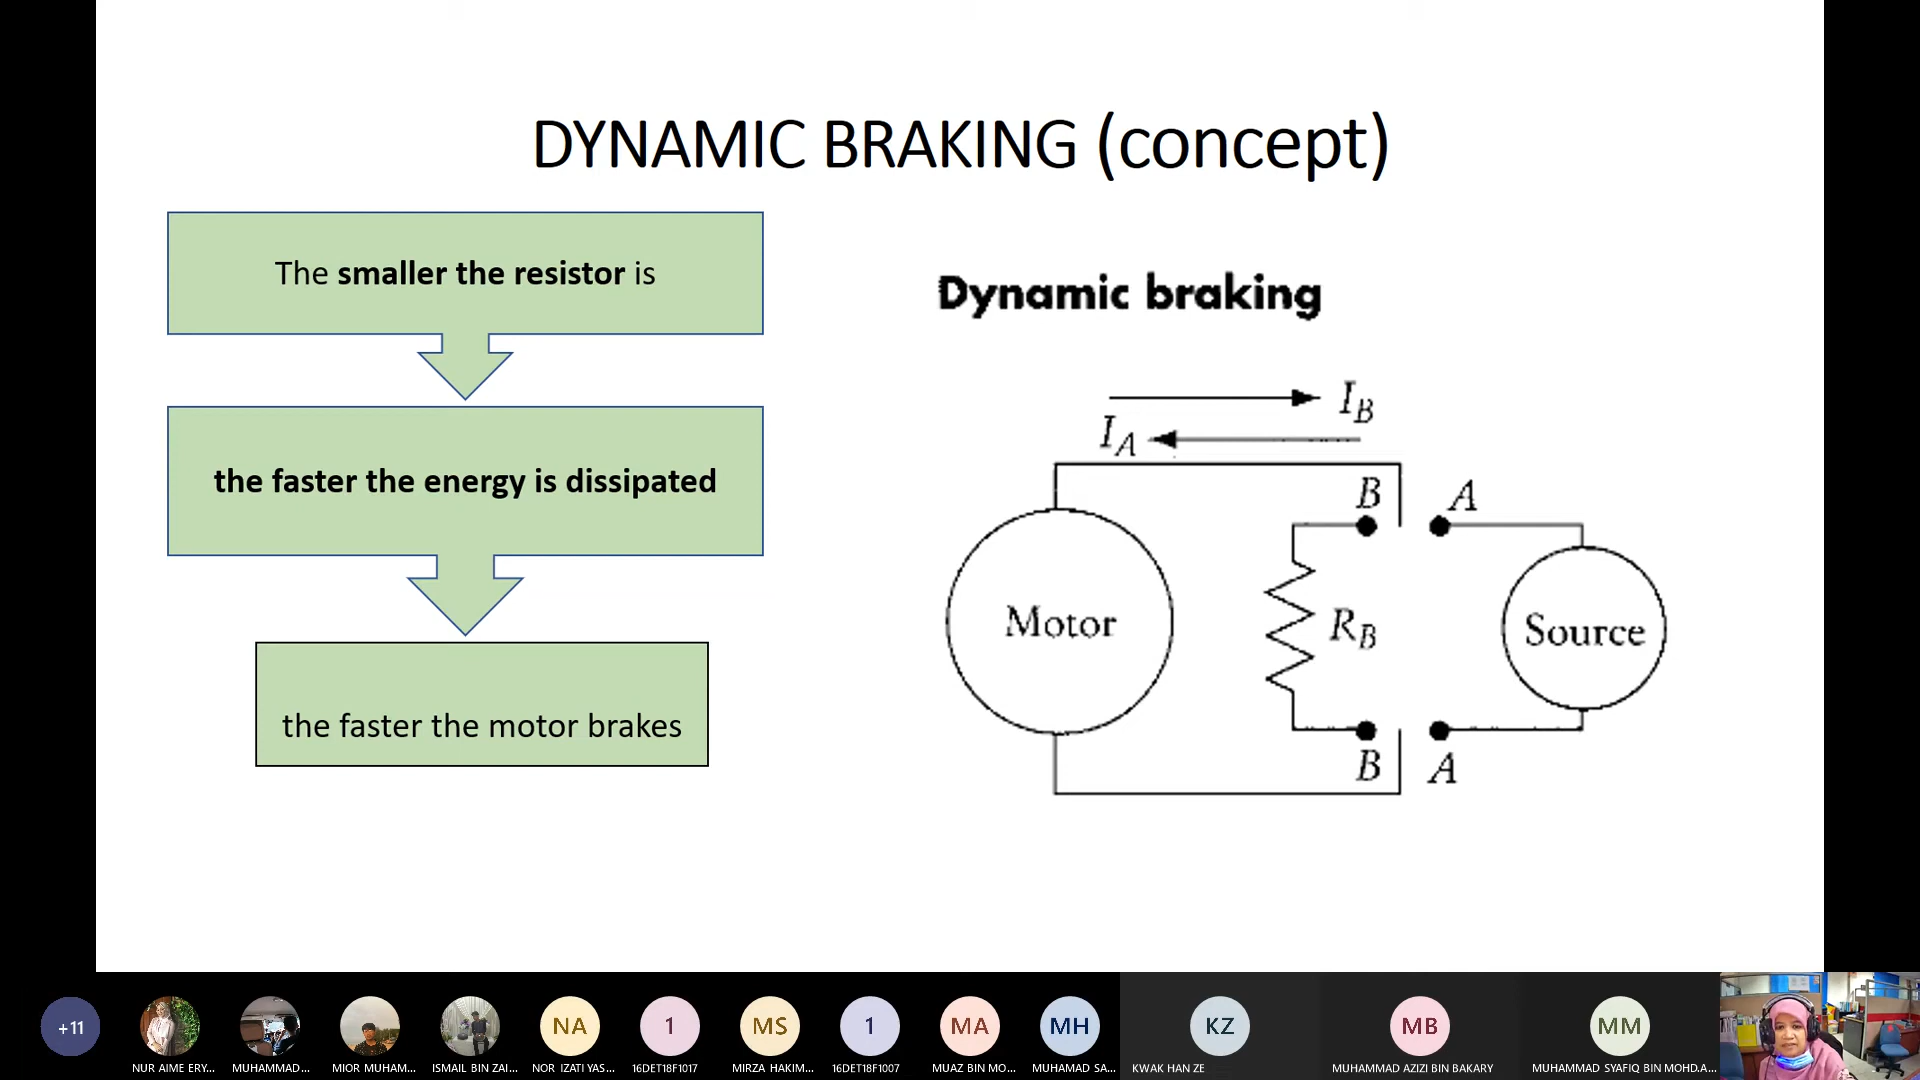 DYNAMIC BRAKING (concept)
The smaller the resistor is
the faster the energy is dissipated
the faster the motor brakes
Dynamic braking
I_B
I_A
B
A
Motor
R_B
Source
B
A
+11
NA
1
MS
1
MA
MH
KZ
MB
MM
NUR AIME ERY...
MUHAMMAD...
MIOR MUHAM...
ISMAIL BIN ZAI...
NOR IZATI YAS...
16DET18F1017
MIRZA HAKIM...
16DET18F1007
MUAZ BIN MO...
MUHAMAD SA...
KWAK HAN ZE
MUHAMMAD AZIZI BIN BAKARY
MUHAMMAD SYAFIQ BIN MOHD.A...